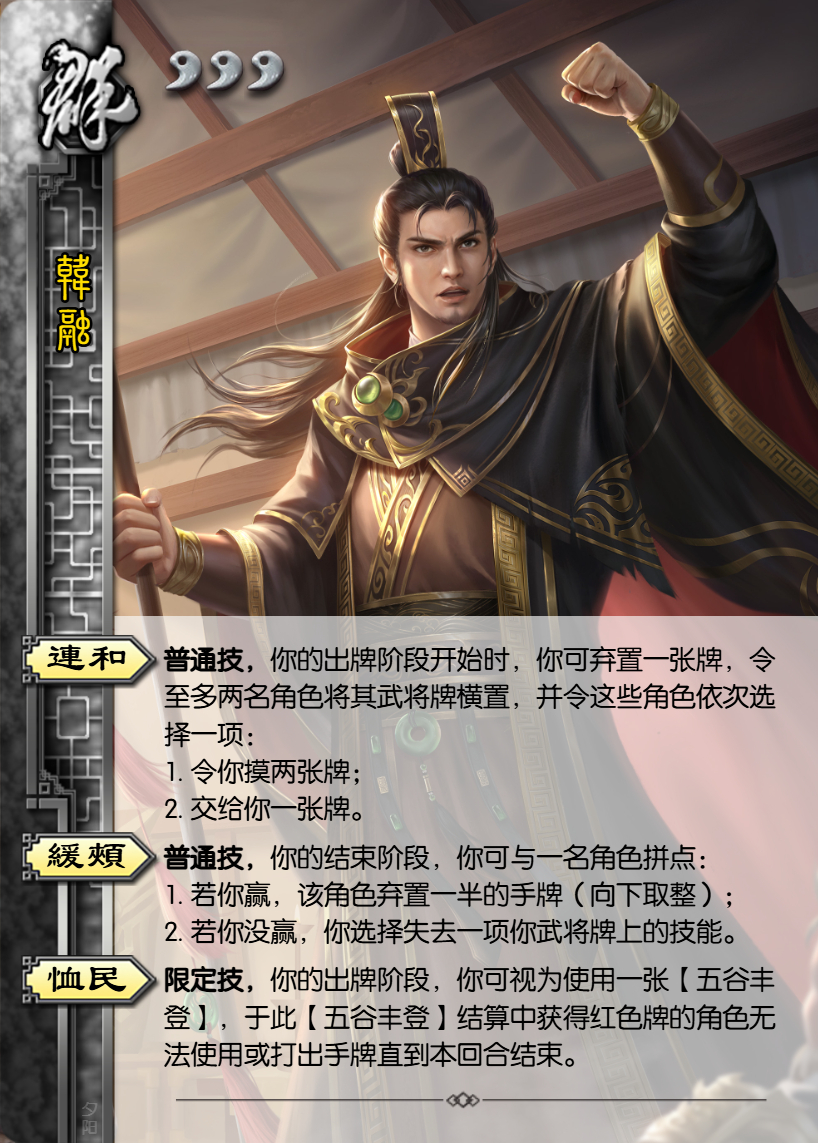 群
韓融
連和
普通技，你的出牌阶段开始时，你可弃置一张牌，令
至多两名角色将其武将牌横置，并令这些角色依次选
择一项：
1. 令你摸两张牌；
2. 交给你一张牌。
緩頰
普通技，你的结束阶段，你可与一名角色拼点：
1. 若你赢，该角色弃置一半的手牌（向下取整）；
2. 若你没赢，你选择失去一项你武将牌上的技能。
恤民
限定技，你的出牌阶段，你可视为使用一张【五谷丰
登】，于此【五谷丰登】结算中获得红色牌的角色无
法使用或打出手牌直到本回合结束。
夕阳